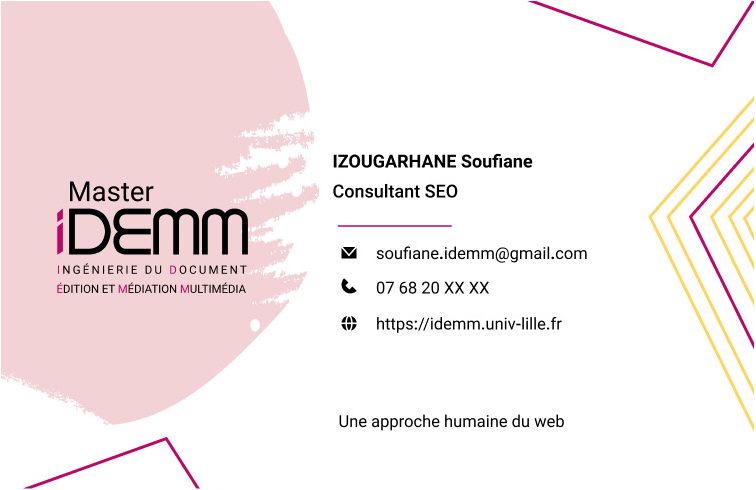 Master
iDEMM
INGÉNIERIE DU DOCUMENT
ÉDITION ET MÉDIATION MULTIMÉDIA
IZOUGARHANE Soufiane
Consultant SEO
soufiane.idemm@gmail.com
07 68 20 XX XX
https://idemm.univ-lille.fr
Une approche humaine du web